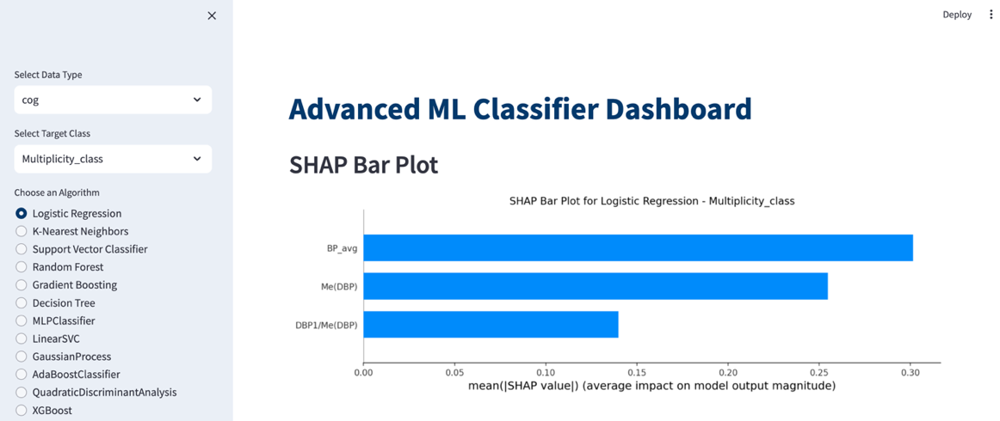 Deploy
Select Data Type
cog
Select Target Class
Multiplicity_class
Choose an Algorithm
Logistic Regression
K-Nearest Neighbors
Support Vector Classifier
Random Forest
Gradient Boosting
Decision Tree
MLPClassifier
LinearSVC
GaussianProcess
AdaBoostClassifier
QuadraticDiscriminantAnalysis
XGBoost
Advanced ML Classifier Dashboard
SHAP Bar Plot
SHAP Bar Plot for Logistic Regression - Multiplicity_class
BP_avg
Me(DBP)
DBP1/Me(DBP)
0.00 0.05 0.10 0.15 0.20 0.25 0.30
mean(|SHAP value|) (average impact on model output magnitude)